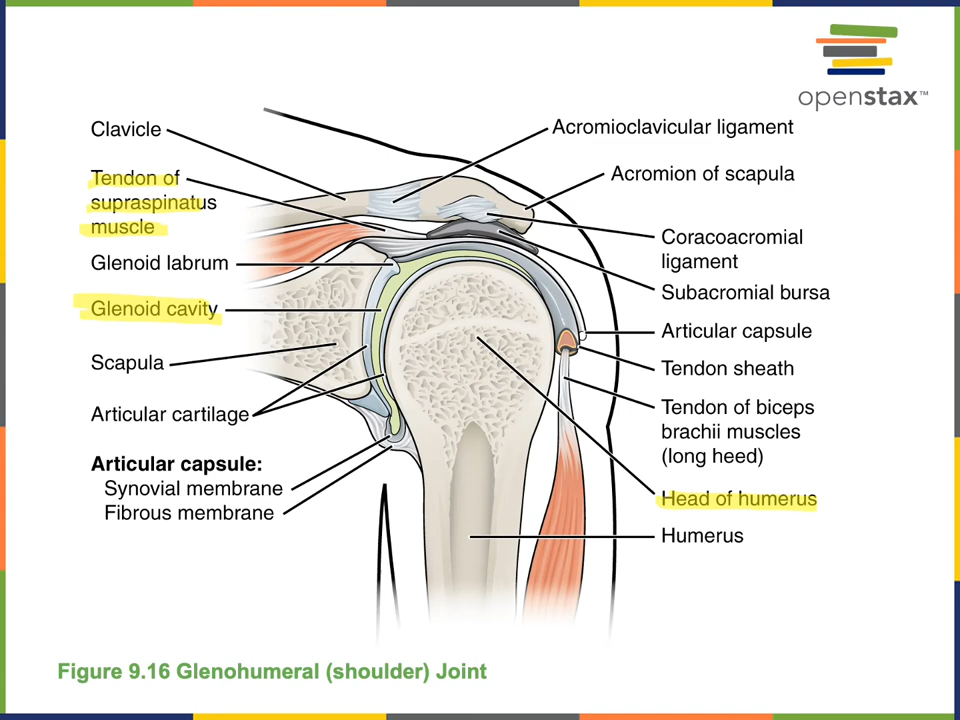 openstax™
Clavicle
Tendon of
supraspinatus
muscle
Glenoid labrum
Glenoid cavity
Scapula
Articular cartilage
Articular capsule:
Synovial membrane
Fibrous membrane
Acromioclavicular ligament
Acromion of scapula
Coracoacromial
ligament
Subacromial bursa
Articular capsule
Tendon sheath
Tendon of biceps
brachii muscles
(long heed)
Head of humerus
Humerus
Figure 9.16 Glenohumeral (shoulder) Joint